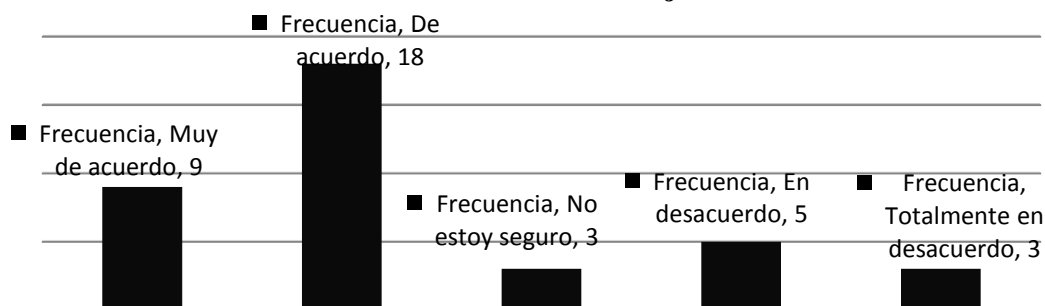 Frecuencia, De
acuerdo, 18
Frecuencia, Muy
de acuerdo, 9
Frecuencia, No
estoy seguro, 3
Frecuencia, En
desacuerdo, 5
Frecuencia,
Totalmente en
desacuerdo, 3